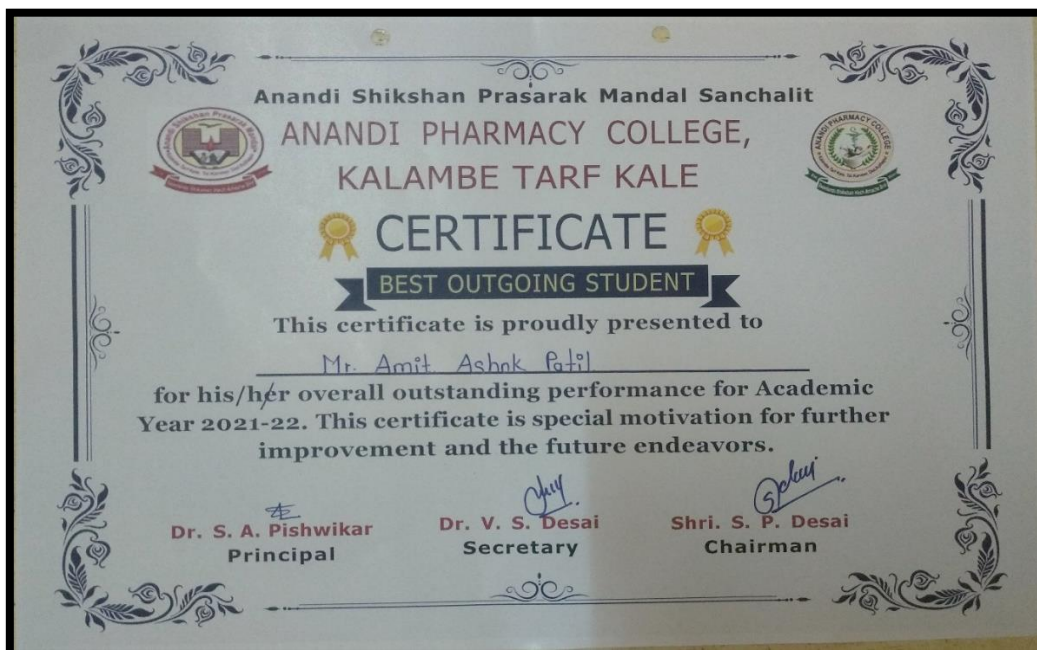 Anandi Shikshan Prasarak Mandal Sanchalit
ANANDI PHARMACY COLLEGE,
KALAMBE TARF KALE
CERTIFICATE
BEST OUTGOING STUDENT
This certificate is proudly presented to
Mr. Amit Ashok Patil
for his/her overall outstanding performance for Academic
Year 2021-22. This certificate is special motivation for further
improvement and the future endeavors.
Dr. S. A. Pishwikar
Dr. V. S. Desai
Shri. S. P. Desai
Principal
Secretary
Chairman